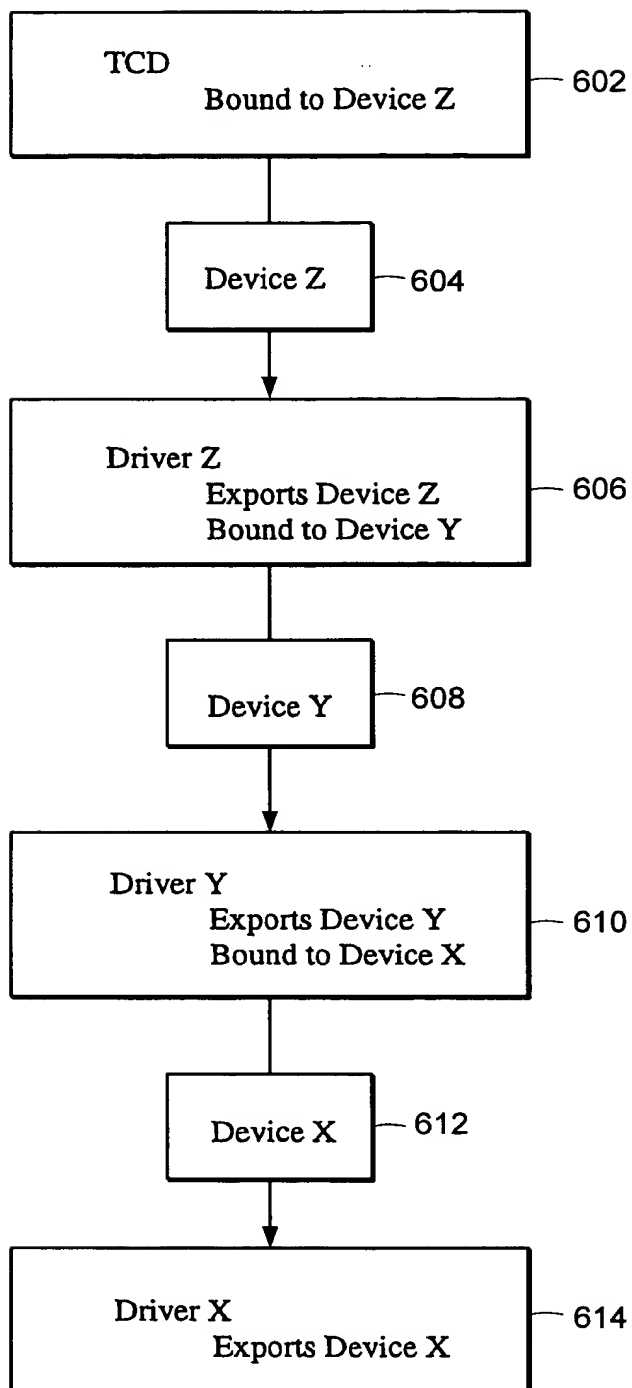 TCD
Bound to Device Z
602
Device Z
604
Driver Z
Exports Device Z
Bound to Device Y
606
Device Y
608
Driver Y
Exports Device Y
Bound to Device X
610
Device X
612
Driver X
Exports Device X
614